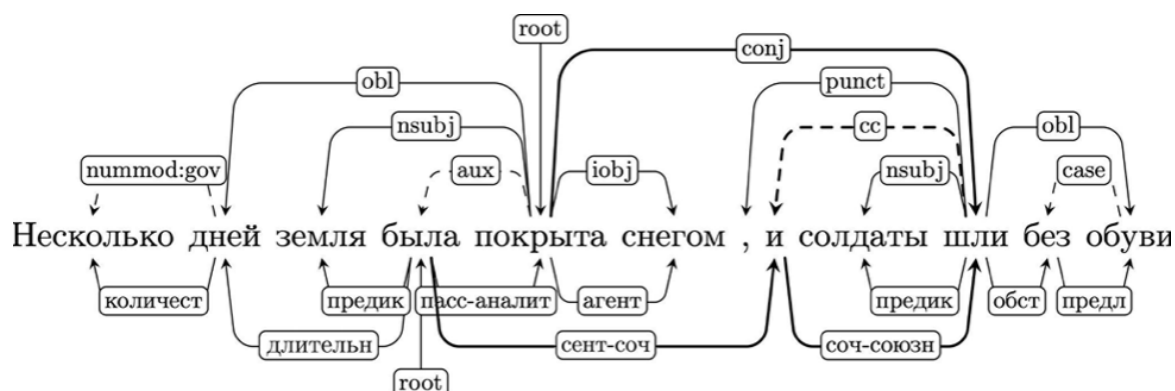 root
conj
obl
punct
nsubj
cc
obl
nummod:gov
aux
iobj
nsubj
case
Несколько дней земля была покрыта снегом , и солдаты шли без обуви
количест
предик
пасс-аналит
агент
предик
обст
предл
длительн
сент-соч
соч-союзн
root